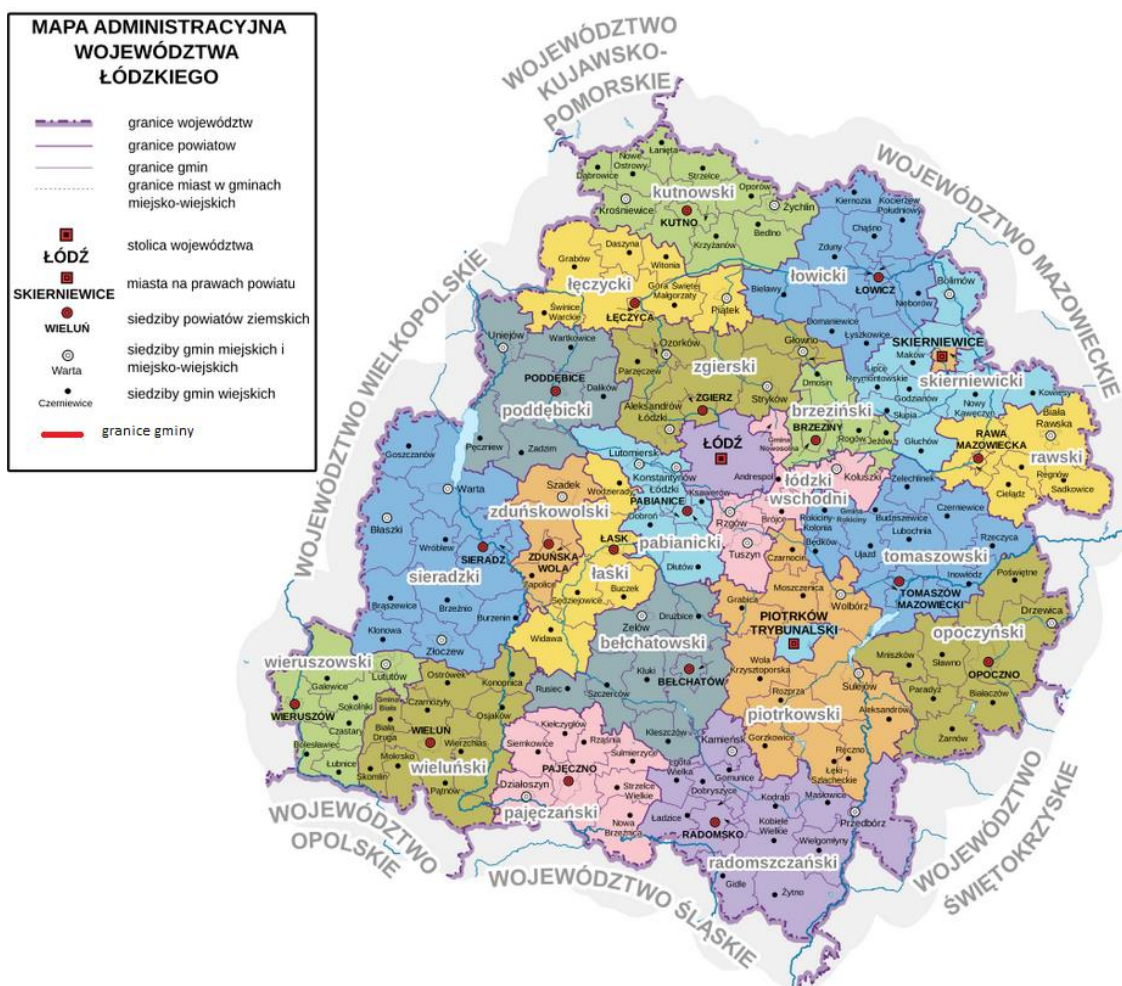 MAPA ADMINISTRACYJNA
WOJEWÓDZTWA
ŁÓDZKIEGO
granice województw
granice powiatow
granice gmin
granice miast w gminach
miejsko-wiejskich
ŁÓDŹ
stolica województwa
SKIERNIEWICE
miasta na prawach powiatu
WIELUŃ
siedziby powiatów ziemskich
Warta
siedziby gmin miejskich i
miejsko-wiejskich
Czerniewice
siedziby gmin wiejskich
granice gminy
WOJEWÓDZTWO
KUJAWSKO-
POMORSKIE
WOJEWÓDZTWO MAZOWIECKIE
WOJEWÓDZTWO WIELKOPOLSKIE
WOJEWÓDZTWO
OPOLSKIE
WOJEWÓDZTWO ŚLĄSKIE
WOJEWÓDZTWO
ŚWIĘTOKRZYSKIE
kutnowski
Łanięta
Nowe
Ostrowy
Dąbrowice
Strzelce
Oporów
Żychlin
Krośniewice
KUTNO
Bedlno
Krzyżanów
łęczycki
Daszyna
Grabów
Witonia
Góra Świętej
Małgorzaty
Piątek
Świnice
Warckie
ŁĘCZYCA
łowicki
Kiernozia
Kocierzew
Południowy
Chąśno
Zduny
ŁOWICZ
Bielawy
Nieborów
Domaniewice
Łyszkowice
skierniewicki
Bolimów
SKIERNIEWICE
Maków
Lipce
Reymontowskie
Godzianów
Nowy
Kawęczyn
Kowiesy
Słupia
Głuchów
rawski
Biała
Rawska
RAWA
MAZOWIECKA
Regnów
Cielądz
Sadkowice
zgierski
Ozorków
Parzęczew
Głowno
ZGIERZ
Stryków
Aleksandrów
Łódzki
poddębicki
Uniejów
Wartkowice
PODDĘBICE
Dalików
Pęczniew
Zadzim
brzeziński
Dmosin
BRZEZINY
Rogów
Jeżów
ŁÓDŹ
łódzki
wschodni
Gmina
Nowosolna
Andrespol
Koluszki
Rzgów
Brójce
Tuszyn
pabianicki
Lutomiersk
Konstantynów
Łódzki
Ksawerów
PABIANICE
Dobroń
Dłutów
zduńskowolski
Szadek
ZDUŃSKA
WOLA
Zapolice
łaski
Wodzierady
ŁASK
Buczek
Sędziejowice
Widawa
sieradzki
Goszczanów
Warta
Błaszki
Wróblew
SIERADZ
Brąszewice
Brzeźnio
Burzenin
Klonowa
Złoczew
tomaszowski
Żelechlinek
Rokiciny-
Kolonia
Gmina
Rokiciny
Budziszewice
Czerniewice
Będków
Ujazd
Lubochnia
Rzeczyca
Inowłódz
TOMASZÓW
MAZOWIECKI
opoczyński
Poświętne
Drzewica
Mniszków
Sławno
OPOCZNO
Paradyż
Białaczów
Żarnów
piotrkowski
Czarnocin
Moszczenica
Wolbórz
Grabica
PIOTRKÓW
TRYBUNALSKI
Wola
Krzysztoporska
Rozprza
Sulejów
Aleksandrów
Gorzkowice
Ręczno
Łęki
Szlacheckie
bełchatowski
Zelów
Drużbice
Kluki
BEŁCHATÓW
Rusiec
Szczerców
Kleszczów
wieruszowski
Lututów
Galewice
WIERUSZÓW
Sokolniki
Czastary
Bolesławiec
Łubnice
wieluński
Ostrówek
Konopnica
Czarnożyły
Gmina
Biała
Biała
Druga
WIELUŃ
Osjaków
Wierzchlas
Mokrsko
Skomlin
Pątnów
pajęczański
Kiełczygłów
Rząśnia
Siemkowice
Sulmierzyce
PAJĘCZNO
Działoszyn
Strzelce
Wielkie
Nowa
Brzeźnica
radomszczański
Kamieńsk
Lgota
Wielka
Gomunice
Dobryszyce
Kodrąb
Masłowice
Ładzice
RADOMSKO
Kobiele
Wielkie
Przedbórz
Wielgomłyny
Gidle
Żytno